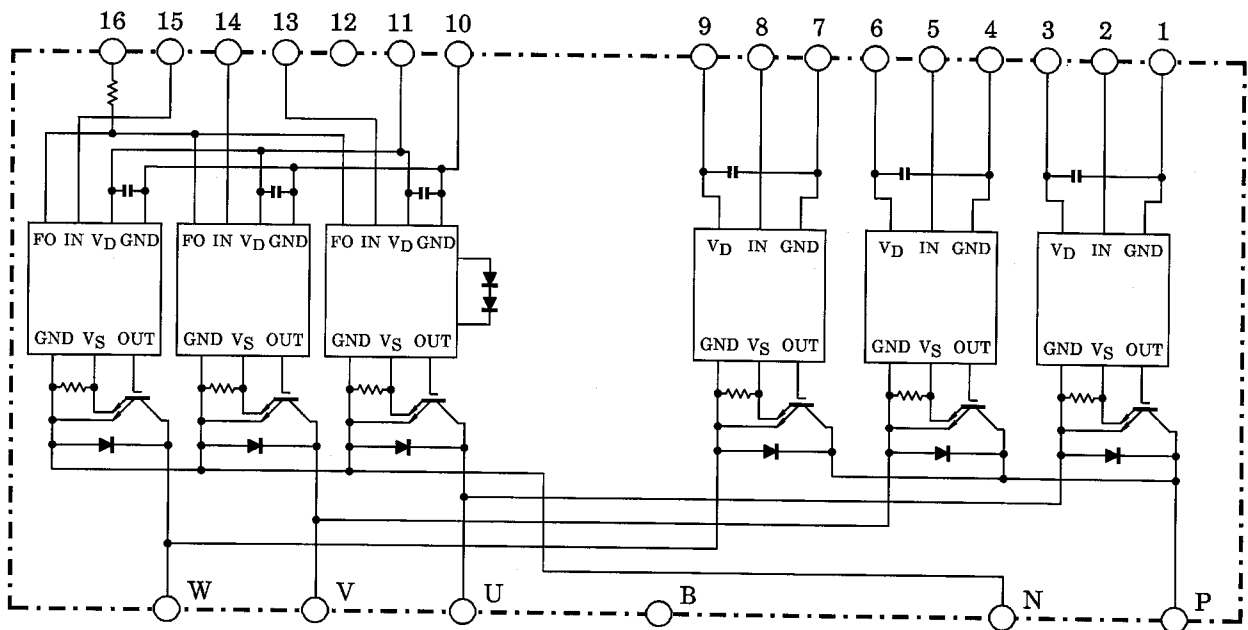 16 15 14 13 12 11 10 9 8 7 6 5 4 3 2 1
FO IN VD GND FO IN VD GND FO IN VD GND
VD IN GND VD IN GND VD IN GND
GND VS OUT GND VS OUT GND VS OUT
GND VS OUT GND VS OUT GND VS OUT
W V U B N P